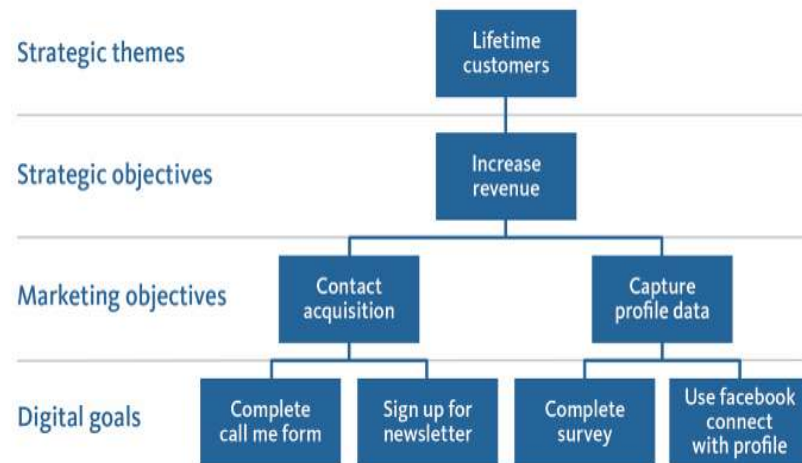 Strategic themes
Lifetime
customers
Strategic objectives
Increase
revenue
Marketing objectives
Contact
acquisition
Capture
profile data
Digital goals
Complete
call me form
Sign up for
newsletter
Complete
survey
Use facebook
connect
with profile